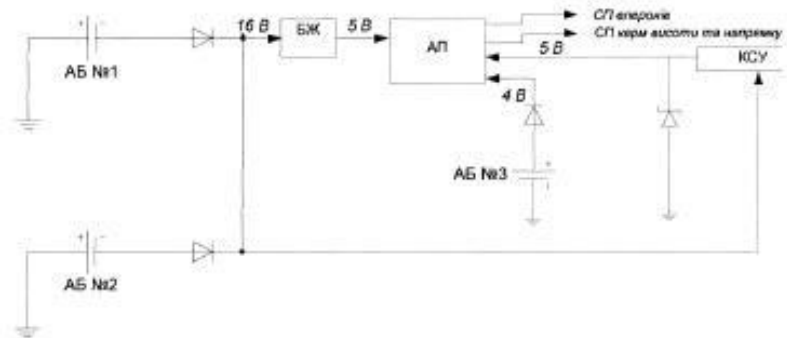 СП елеронів
16 В
БЖ
5 В
АП
СП керм висоти та напрямку
5 В
КСУ
АБ №1
4 В
АБ №3
+
-
+
-
+
АБ №2